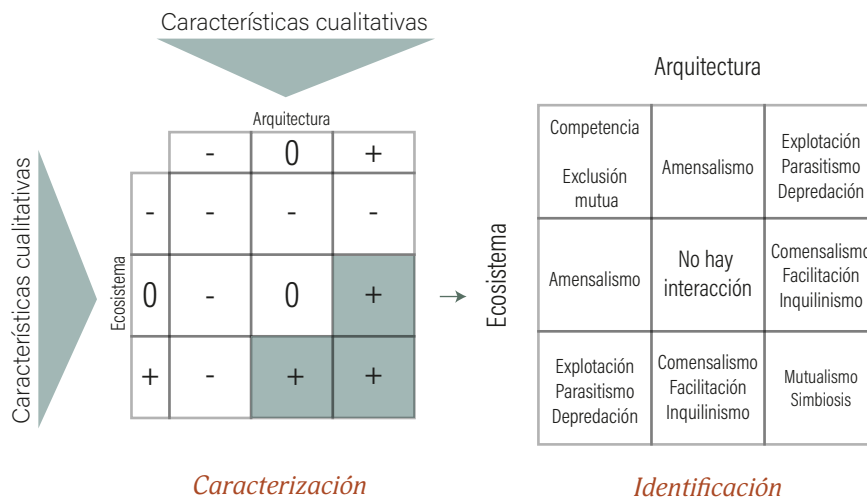 Características cualitativas
Características cualitativas
Arquitectura
- 0 +
Ecosistema
- - - -
0 - 0 +
+ - + +
Caracterización
Arquitectura
Ecosistema
Competencia
Exclusión
mutua
Amensalismo
Explotación
Parasitismo
Depredación
Amensalismo
No hay
interacción
Comensalismo
Facilitación
Inquilinismo
Explotación
Parasitismo
Depredación
Comensalismo
Facilitación
Inquilinismo
Mutualismo
Simbiosis
Identificación